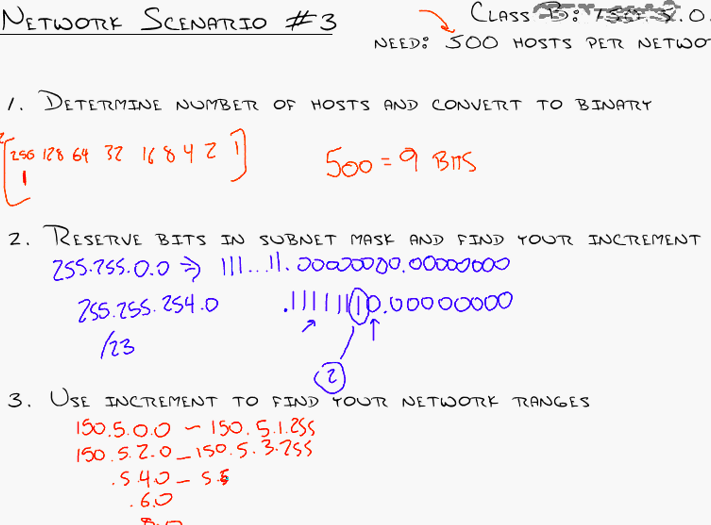 NETWORK SCENARIO #3
CLASS B:
NEED: 500 HOSTS PER NETWO
1. DETERMINE NUMBER OF HOSTS AND CONVERT TO BINARY
256 128 64 32 16 8 4 2 1
1
500 = 9 BITS
2. RESERVE BITS IN SUBNET MASK AND FIND YOUR INCREMENT
255.255.0.0 => 111...11.00000000.00000000
255.255.254.0 .11111110.00000000
/23
2
3. USE INCREMENT TO FIND YOUR NETWORK RANGES
150.5.0.0 - 150.5.1.255
150.5.2.0 - 150.5.3.255
.5.4.0 - 5.5
.6.0